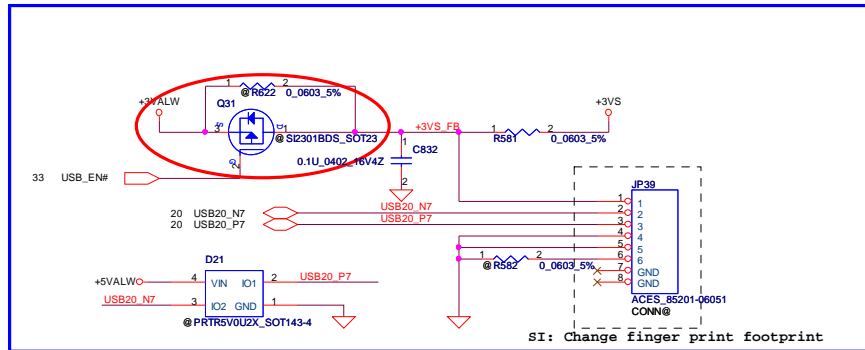 1 2
@R622 0_0603_5%
+3VALW
Q31
3 S D 1
@SI2301BDS_SOT23
G 2
+3VS_FB
+3VS
1 2
R581 0_0603_5%
1
C832
0.1U_0402_16V4Z
2
33 USB_EN#
JP39
1 1
20 USB20_N7 USB20_N7 2 2
20 USB20_P7 USB20_P7 3 3
4 4
5 5
1 2 6 6
@R582 0_0603_5%
7 GND
8 GND
ACES_85201-06051
CONN@
D21
+5VALW 4 VIN IO1 2 USB20_P7
USB20_N7 3 IO2 GND 1
@PRTR5V0U2X_SOT143-4
SI: Change finger print footprint